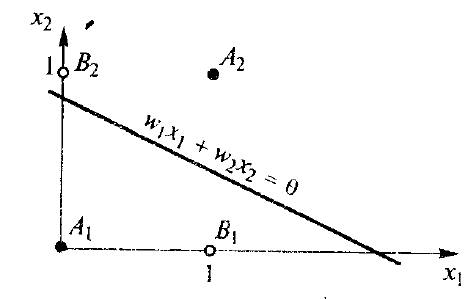 x₂
1 B₂
A₂
w₁x₁ + w₂x₂ = θ
A₁
B₁
1
x₁